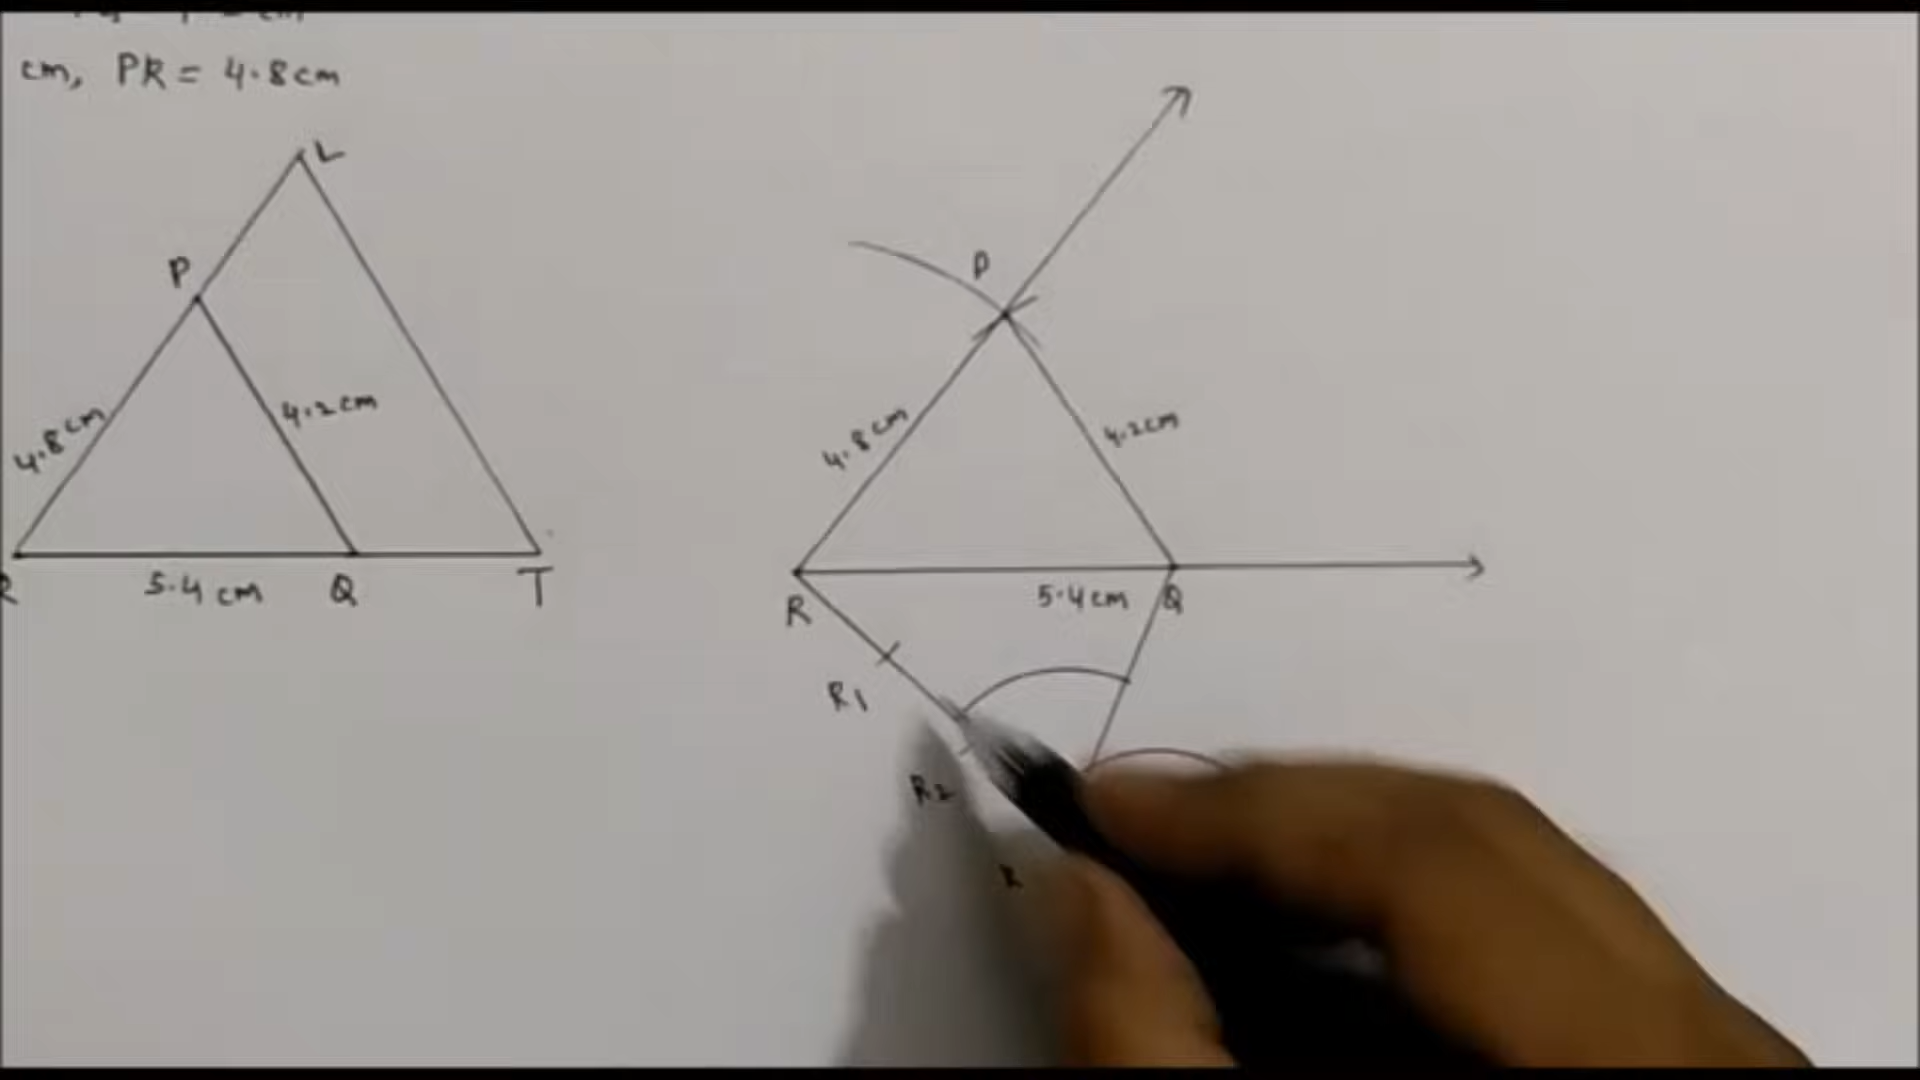 cm, PR = 4.8cm
L
P
4.8cm
4.2cm
5.4 cm
Q
T
P
4.8cm
4.2cm
R
5.4cm
Q
R1
R2
R